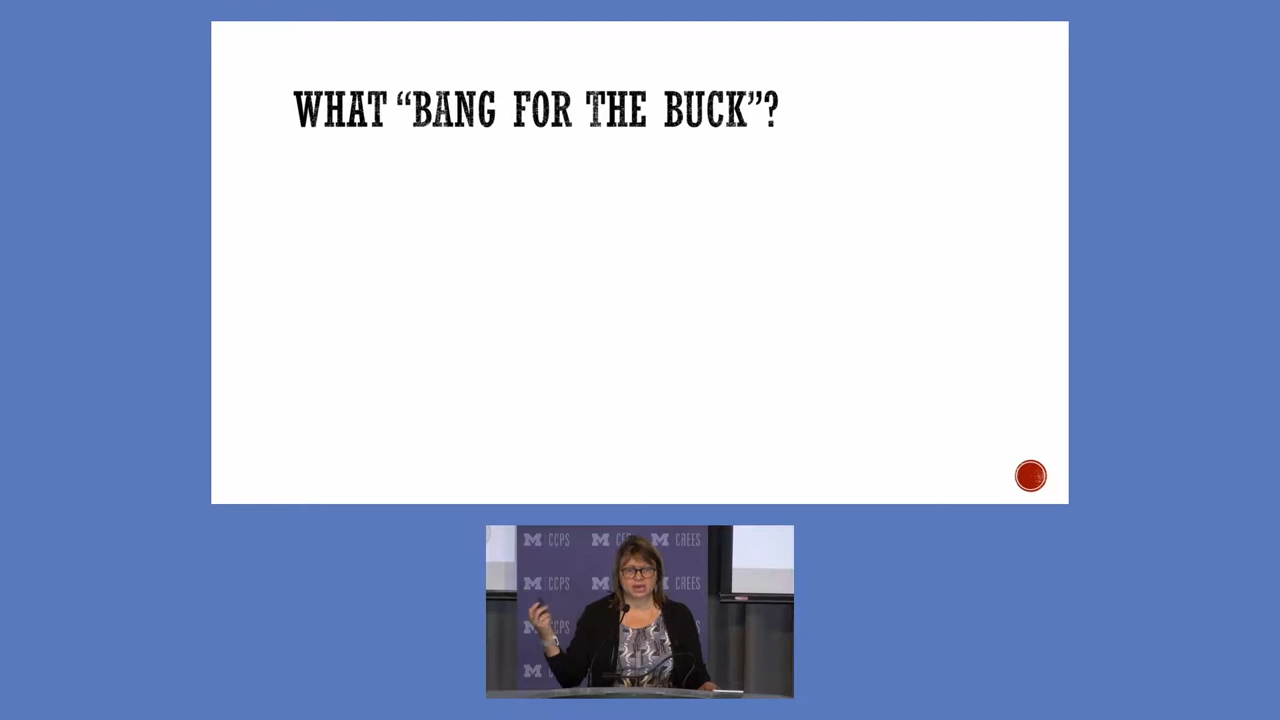 WHAT “BANG FOR THE BUCK”?
M CCPS M M CREES
M CCPS M CREES
M CCPS
M